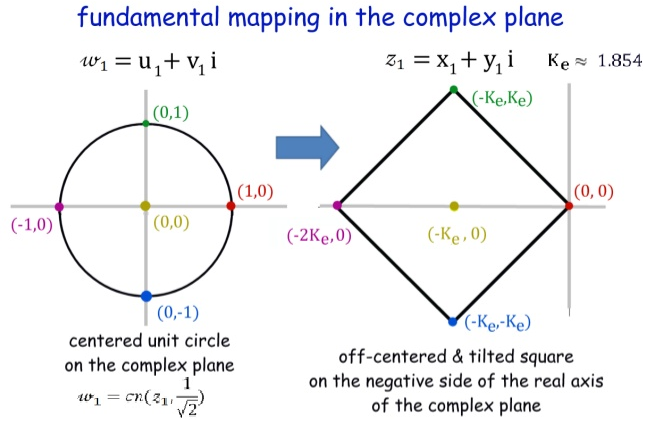 fundamental mapping in the complex plane
w₁ = u₁+ v₁ i
z₁ = x₁+ y₁ i
Ke ≈ 1.854
(0,1)
(-Ke,Ke)
(1,0)
(0, 0)
(-1,0)
(0,0)
(-2Ke,0)
(-Ke, 0)
(0,-1)
(-Ke,-Ke)
centered unit circle
on the complex plane
w₁ = cn(z₁, 1/√2)
off-centered & tilted square
on the negative side of the real axis
of the complex plane